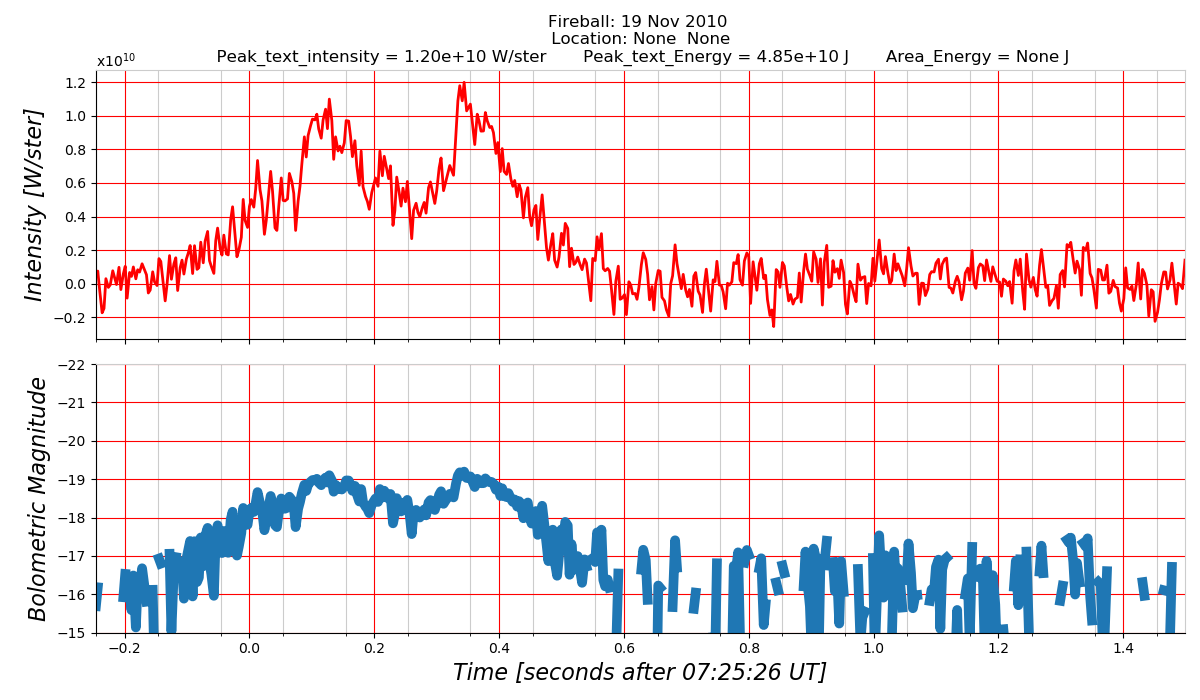 Fireball: 19 Nov 2010
Location: None  None
Peak_text_intensity = 1.20e+10 W/ster       Peak_text_Energy = 4.85e+10 J       Area_Energy = None J
x10¹⁰
1.2
1.0
0.8
0.6
0.4
0.2
0.0
−0.2
Intensity [W/ster]
−22
−21
−20
−19
−18
−17
−16
−15
Bolometric Magnitude
−0.2 0.0 0.2 0.4 0.6 0.8 1.0 1.2 1.4
Time [seconds after 07:25:26 UT]